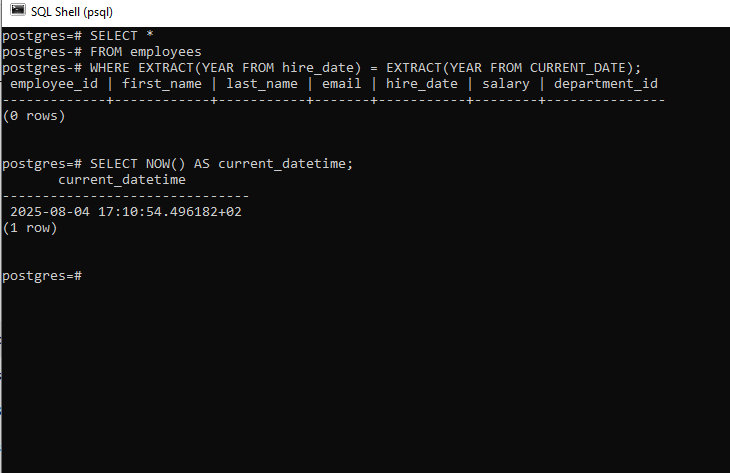 SQL Shell (psql)
postgres=# SELECT *
postgres-# FROM employees
postgres-# WHERE EXTRACT(YEAR FROM hire_date) = EXTRACT(YEAR FROM CURRENT_DATE);
 employee_id | first_name | last_name | email | hire_date | salary | department_id
-------------+------------+-----------+-------+-----------+--------+---------------
(0 rows)
postgres=# SELECT NOW() AS current_datetime;
       current_datetime
-------------------------------
 2025-08-04 17:10:54.496182+02
(1 row)
postgres=#